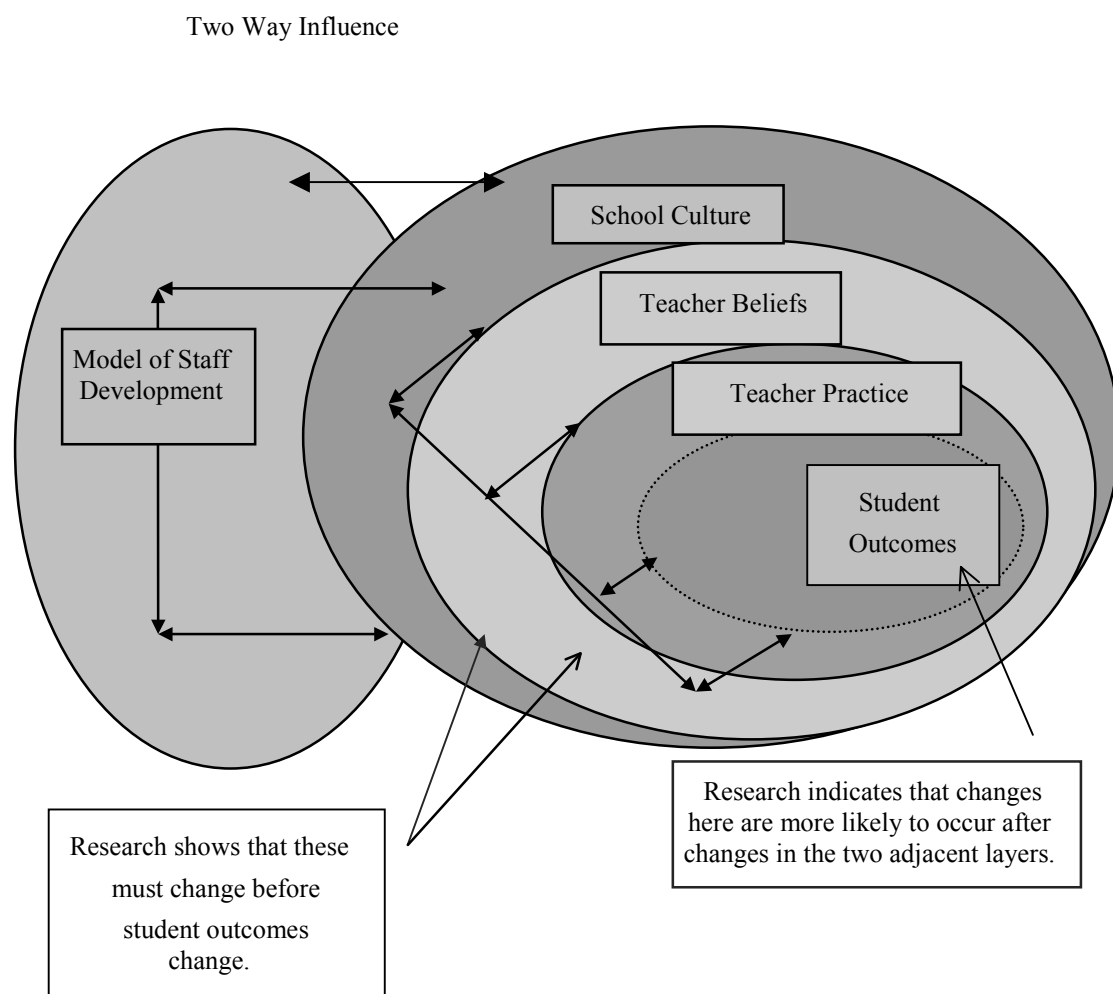 Two Way Influence
School Culture
Teacher Beliefs
Model of Staff
Development
Teacher Practice
Student
Outcomes
Research indicates that changes
here are more likely to occur after
changes in the two adjacent layers.
Research shows that these
must change before
student outcomes
change.